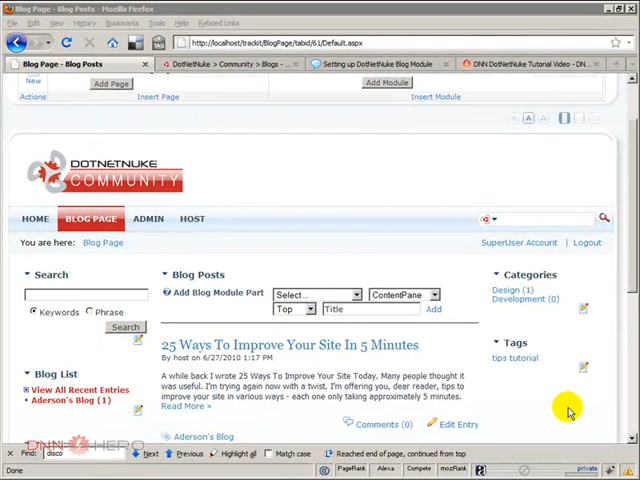 Blog Page - Blog Posts - Mozilla Firefox
File Edit View History Bookmarks Tools Related Links
http://localhost/trackit/BlogPage/tabid/61/Default.aspx
Blog Page - Blog Posts
DotNetNuke > Community > Blogs - ...
Setting up DotNetNuke Blog Module
DNN DotNetNuke Tutorial Video - DN...
New
Add Page
Add Module
Actions
Insert Page
Insert Module
DOTNETNUKE
COMMUNITY
HOME BLOG PAGE ADMIN HOST
You are here: Blog Page
SuperUser Account | Logout
Search
Keywords Phrase
Search
Blog List
View All Recent Entries
Aderson's Blog (1)
Blog Posts
Add Blog Module Part
Select...
ContentPane
Top
Title
Add
25 Ways To Improve Your Site In 5 Minutes
By host on 6/27/2010 1:17 PM
A while back I wrote 25 Ways To Improve Your Site Today. Many people thought it
was useful. I'm trying again now with a twist. I'm offering you, dear reader, tips to
improve your site in various ways - each one only taking approximately 5 minutes.
Read More »
Comments (0)
Edit Entry
Aderson's Blog
Categories
Design (1)
Development (0)
Tags
tips tutorial
DNN HERO
Find: disco
Next
Previous
Highlight all
Match case
Reached end of page, continued from top
Done
PageRank
Alexa
Compete
mozRank
private